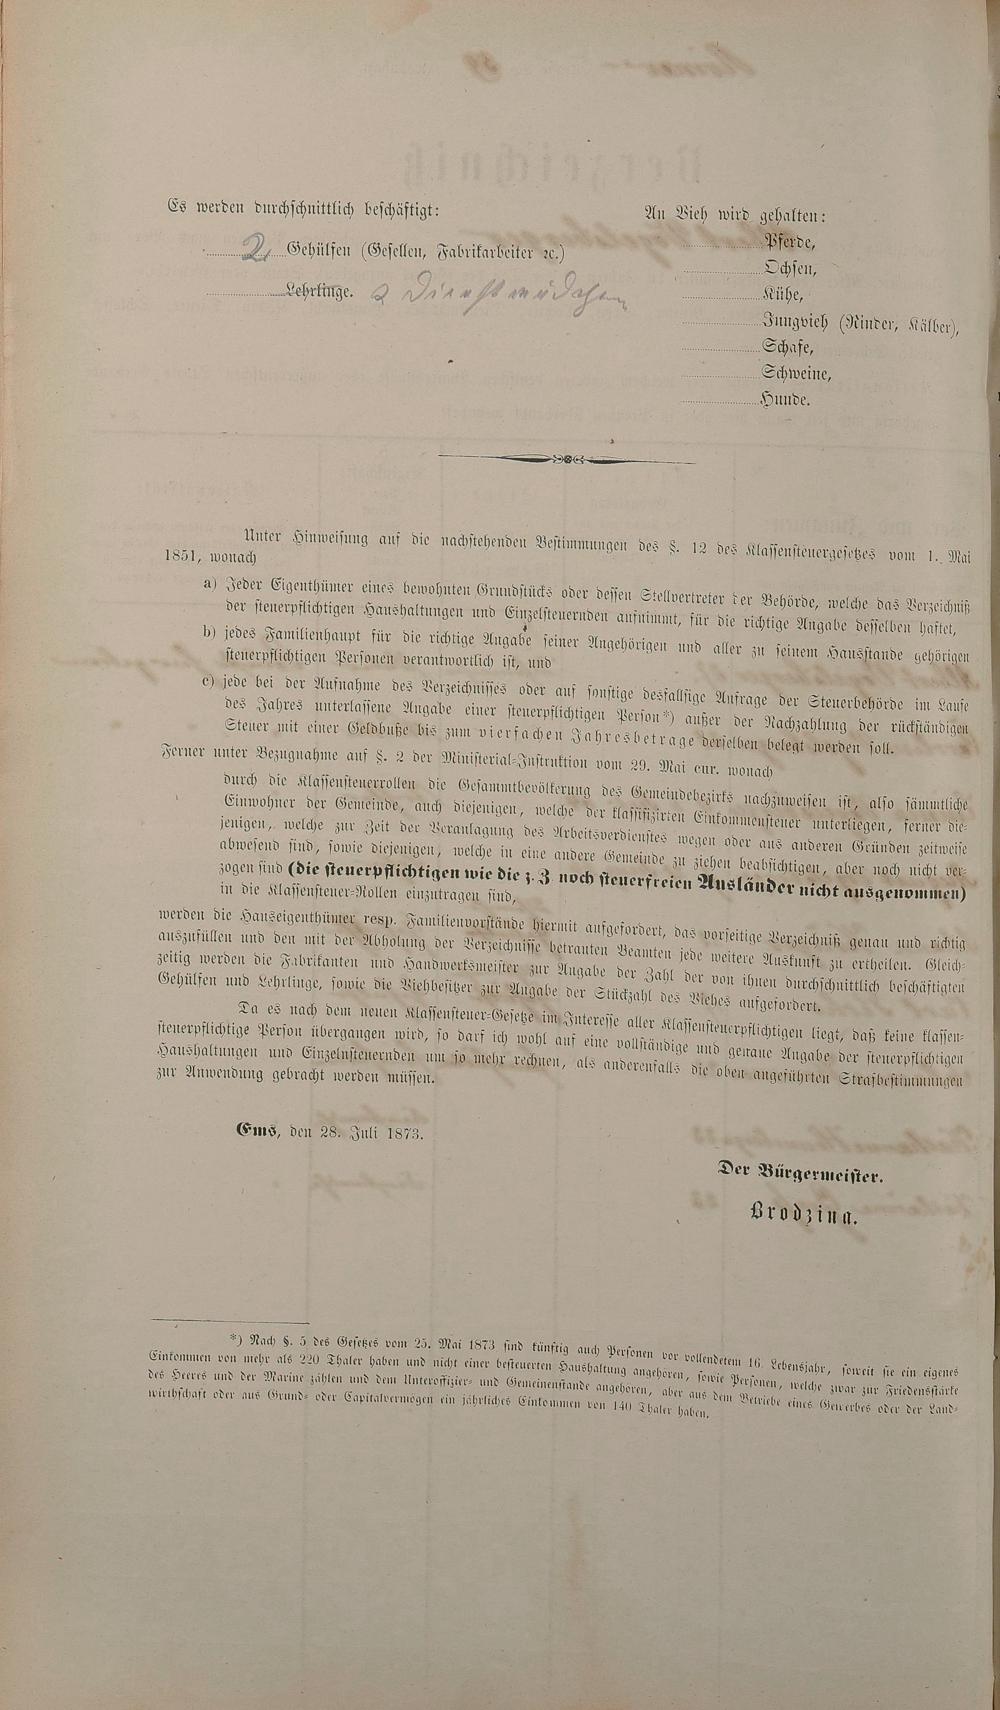 Es werden durchschnittlich beschäftigt:
2 Gehülfen (Gesellen, Fabrikarbeiter ꝛc.)
Lehrlinge. 2 Dienstmädchen
An Vieh wird gehalten:
Pferde,
Ochsen,
Kühe,
Jungvieh (Rinder, Kälber),
Schafe,
Schweine,
Hunde.
Unter Hinweisung auf die nachstehenden Bestimmungen des §. 12 des Klassensteuergesetzes vom 1. Mai
1851, wonach
a) Jeder Eigenthümer eines bewohnten Grundstücks oder dessen Stellvertreter der Behörde, welche das Verzeichniß
der steuerpflichtigen Haushaltungen und Einzelsteuernden aufnimmt, für die richtige Angabe desselben haftet,
b) jedes Familienhaupt für die richtige Angabe seiner Angehörigen und aller zu seinem Hausstande gehörigen
steuerpflichtigen Personen verantwortlich ist, und
c) jede bei der Aufnahme des Verzeichnisses oder auf sonstige desfallsige Anfrage der Steuerbehörde im Laufe
des Jahres unterlassene Angabe einer steuerpflichtigen Person*) außer der Nachzahlung der rückständigen
Steuer mit einer Geldbuße bis zum vierfachen Jahresbetrage derselben belegt werden soll.
Ferner unter Bezugnahme auf §. 2 der Ministerial-Instruktion vom 29. Mai cur. wonach
durch die Klassensteuerrollen die Gesammtbevölkerung des Gemeindebezirks nachzuweisen ist, also sämmtliche
Einwohner der Gemeinde, auch diejenigen, welche der klassifizirten Einkommensteuer unterliegen, ferner die-
jenigen, welche zur Zeit der Veranlagung des Arbeitsverdienstes wegen oder aus anderen Gründen zeitweise
abwesend sind, sowie diejenigen, welche in eine andere Gemeinde zu ziehen beabsichtigen, aber noch nicht ver-
zogen sind (die steuerpflichtigen wie die z. Z. noch steuerfreien Ausländer nicht ausgenommen)
in die Klassensteuer-Rollen einzutragen sind,
werden die Hauseigenthümer resp. Familienvorstände hiermit aufgefordert, das vorseitige Verzeichniß genau und richtig
auszufüllen und den mit der Abholung der Verzeichnisse betrauten Beamten jede weitere Auskunft zu ertheilen. Gleich-
zeitig werden die Fabrikanten und Handwerksmeister zur Angabe der Zahl der von ihnen durchschnittlich beschäftigten
Gehülfen und Lehrlinge, sowie die Viehbesitzer zur Angabe der Stückzahl des Viehes aufgefordert.
Da es nach dem neuen Klassensteuer-Gesetze im Interesse aller Klassensteuerpflichtigen liegt, daß keine klassen-
steuerpflichtige Person übergangen wird, so darf ich wohl auf eine vollständige und genaue Angabe der steuerpflichtigen
Haushaltungen und Einzelnsteuernden um so mehr rechnen, als anderenfalls die oben angeführten Strafbestimmungen
zur Anwendung gebracht werden müssen.
Ems, den 28. Juli 1873.
Der Bürgermeister.
Brodzina.
*) Nach §. 5 des Gesetzes vom 25. Mai 1873 sind künftig auch Personen vor vollendetem 16. Lebensjahr, soweit sie ein eigenes
Einkommen von mehr als 220 Thaler haben und nicht einer besteuerten Haushaltung angehören, sowie Personen, welche zwar zur Friedensstärke
des Heeres und der Marine zählen und dem Unteroffizier- und Gemeinenstande angehören, aber aus dem Betriebe eines Gewerbes oder der Land-
wirthschaft oder aus Grund- oder Capitalvermögen ein jährliches Einkommen von 140 Thaler haben.